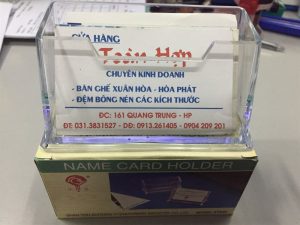 CỬA HÀNG
Toàn Hợp
CHUYÊN KINH DOANH
- BÀN GHẾ XUÂN HÒA - HÒA PHÁT
- ĐỆM BÔNG NÉN CÁC KÍCH THƯỚC
ĐC: 161 QUANG TRUNG - HP
ĐT: 031.3831527 - DĐ: 0913.261405 - 0904 209 201
NAME CARD HOLDER